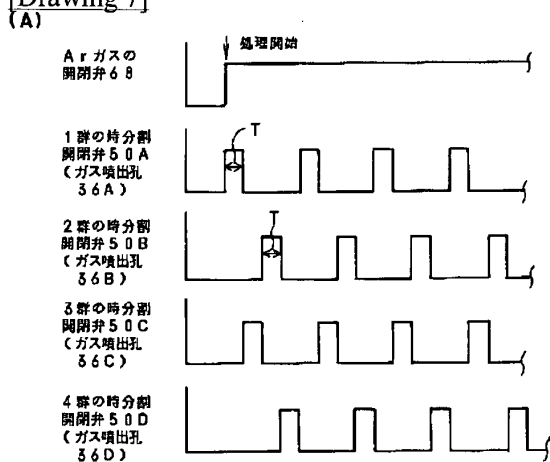 [Drawing 7]
(A)
処理開始
Arガスの
開閉弁68
1群の時分割
開閉弁50A
(ガス噴出孔
36A)
T
2群の時分割
開閉弁50B
(ガス噴出孔
36B)
T
3群の時分割
開閉弁50C
(ガス噴出孔
36C)
4群の時分割
開閉弁50D
(ガス噴出孔
36D)